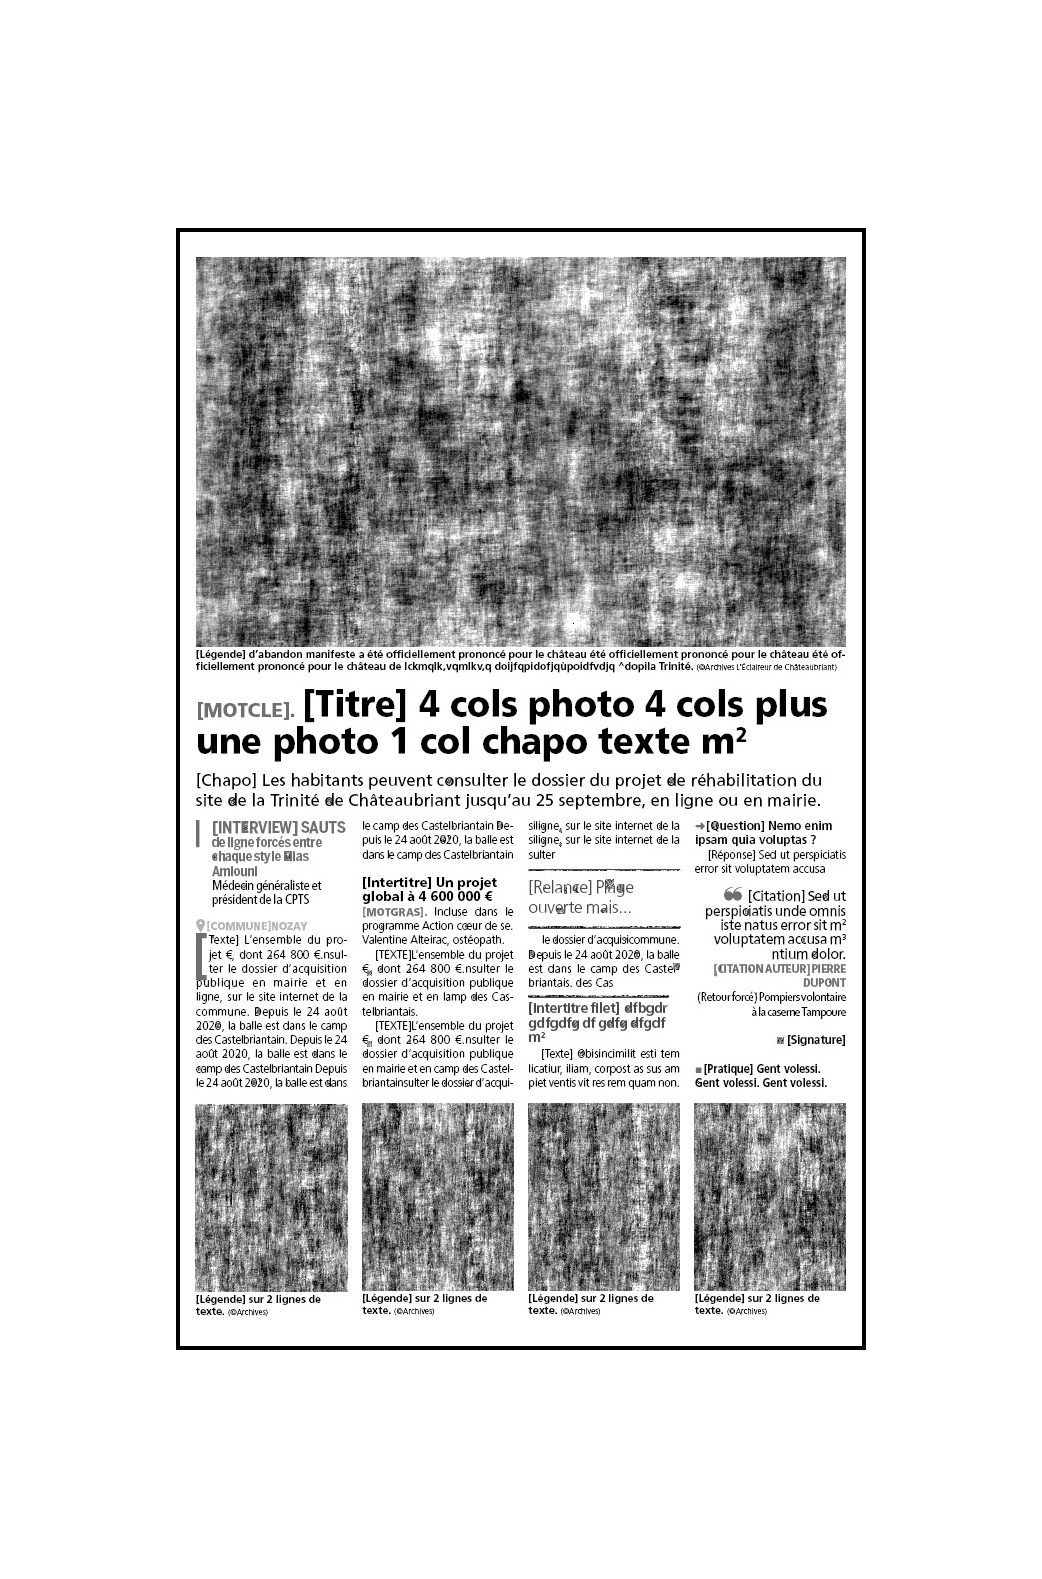 [Légende] d'abandon manifeste a été officiellement prononcé pour le château été officiellement prononcé pour le château été of-
ficiellement prononcé pour le château de lckmqlk,vqmlkv,q doijfqpidofjqùpoidfvdjq ^dopila Trinité. (©Archives L'Éclaireur de Châteaubriant)
[MOTCLE]. [Titre] 4 cols photo 4 cols plus
une photo 1 col chapo texte m²
[Chapo] Les habitants peuvent consulter le dossier du projet de réhabilitation du
site de la Trinité de Châteaubriant jusqu'au 25 septembre, en ligne ou en mairie.
[INTERVIEW] SAUTS
de ligne forcés entre
chaque style Elias
Amiouni
Médecin généraliste et
président de la CPTS
[COMMUNE]NOZAY
[Texte] L'ensemble du pro-
jet €, dont 264 800 €.nsul-
ter le dossier d'acquisition
publique en mairie et en
ligne, sur le site internet de la
commune. Depuis le 24 août
2020, la balle est dans le camp
des Castelbriantain. Depuis le 24
août 2020, la balle est dans le
camp des Castelbriantain Depuis
le 24 août 2020, la balle est dans
le camp des Castelbriantain De-
puis le 24 août 2020, la balle est
dans le camp des Castelbriantain
[Intertitre] Un projet
global à 4 600 000 €
[MOTGRAS]. Incluse dans le
programme Action cœur de se.
Valentine Alteirac, ostéopath.
[TEXTE]L'ensemble du projet
€, dont 264 800 €.nsulter le
dossier d'acquisition publique
en mairie et en lamp des Cas-
telbriantais.
[TEXTE]L'ensemble du projet
€, dont 264 800 €.nsulter le
dossier d'acquisition publique
en mairie et en camp des Castel-
briantainsulter le dossier d'acqui-
siligne, sur le site internet de la
siligne, sur le site internet de la
sulter
[Relance] Plage
ouverte mais...
le dossier d'acquisicommune.
Depuis le 24 août 2020, la balle
est dans le camp des Castel-
briantais. des Cas
[Intertitre filet] dfbgdr
gdfgdfg df gdfg dfgdf
m²
[Texte] Obisincimilit esti tem
licatiur, iliam, corpost as sus am
piet ventis vit res rem quam non.
➔[Question] Nemo enim
ipsam quia voluptas ?
[Réponse] Sed ut perspiciatis
error sit voluptatem accusa
❝ [Citation] Sed ut
perspiciatis unde omnis
iste natus error sit m²
voluptatem accusa m³
ntium dolor.
[CITATION AUTEUR] PIERRE
DUPONT
(Retour forcé) Pompiers volontaire
à la caserne Tampoure
■ [Signature]
■ [Pratique] Gent volessi.
Gent volessi. Gent volessi.
[Légende] sur 2 lignes de
texte. (©Archives)
[Légende] sur 2 lignes de
texte. (©Archives)
[Légende] sur 2 lignes de
texte. (©Archives)
[Légende] sur 2 lignes de
texte. (©Archives)